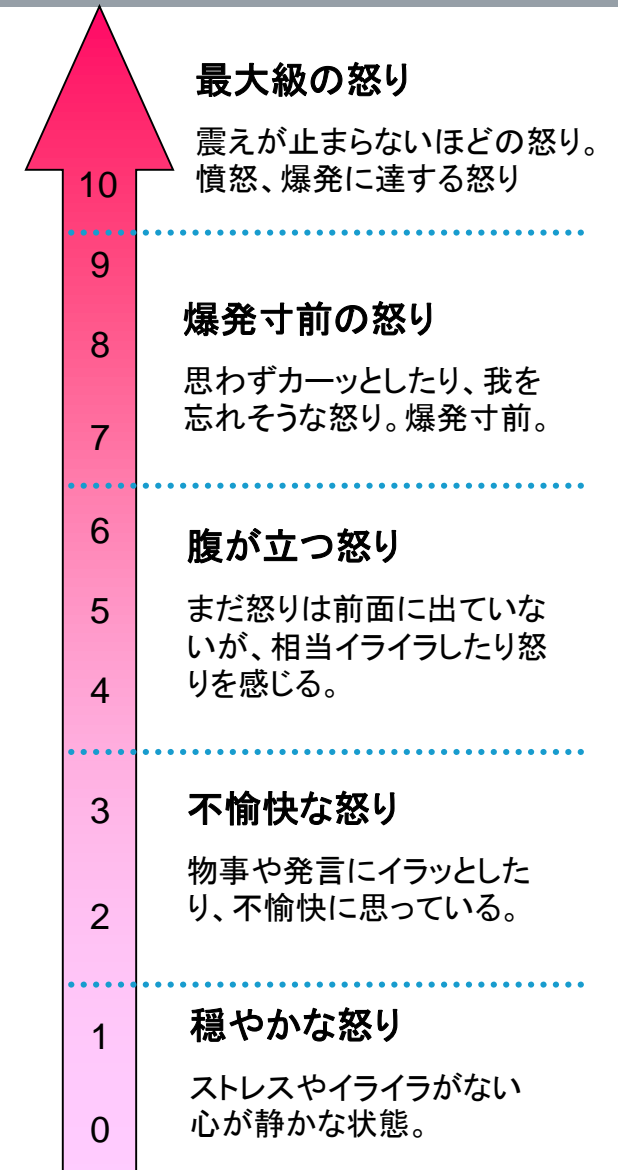 最大級の怒り
震えが止まらないほどの怒り。
憤怒、爆発に達する怒り
10
9
爆発寸前の怒り
8
思わずカーッとしたり、我を
忘れそうな怒り。爆発寸前。
7
6
腹が立つ怒り
5
まだ怒りは前面に出ていな
いが、相当イライラしたり怒
りを感じる。
4
3
不愉快な怒り
物事や発言にイラッとした
り、不愉快に思っている。
2
穏やかな怒り
1
ストレスやイライラがない
心が静かな状態。
0